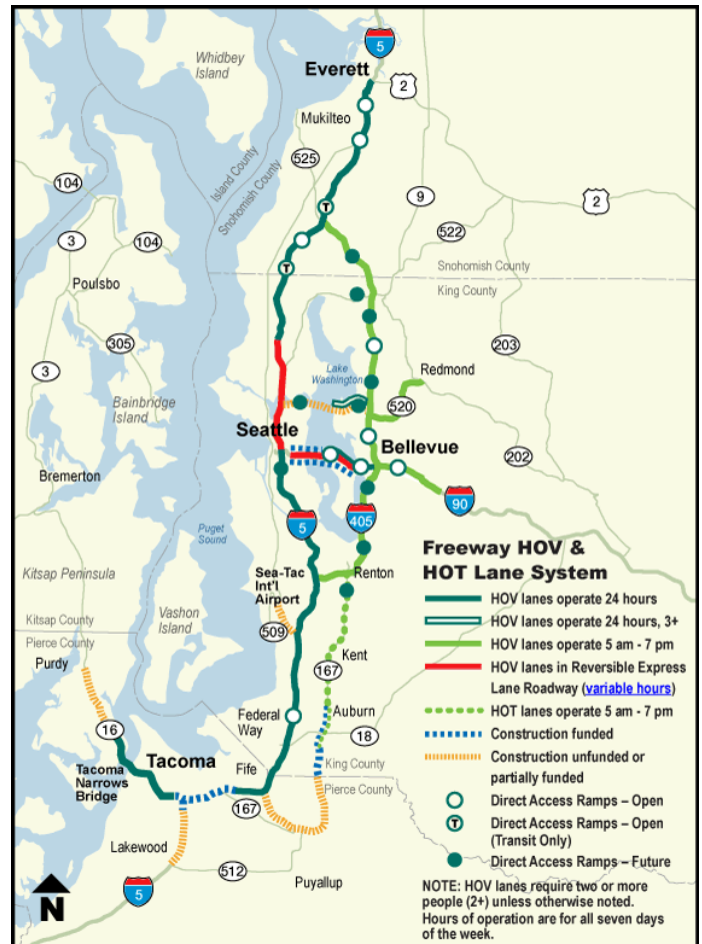 5
Whidbey
Island
Everett
2
Mukilteo
525
Island County
Snohomish County
104
9
2
3
104
522
T
Poulsbo
T
Snohomish County
King County
305
203
3
Lake
Washington
Redmond
Bainbridge
Island
520
Seattle
Bellevue
202
Bremerton
90
Puget
Sound
5
405
Freeway HOV &
HOT Lane System
Kitsap Peninsula
Sea-Tac
Int'l
Airport
Renton
HOV lanes operate 24 hours
Vashon
Island
HOV lanes operate 24 hours, 3+
Kitsap County
Pierce County
509
HOV lanes operate 5 am - 7 pm
Purdy
Kent
167
HOV lanes in Reversible Express
Lane Roadway (variable hours)
Auburn
HOT lanes operate 5 am - 7 pm
16
Federal
Way
18
Construction funded
Tacoma
King County
Pierce County
Construction unfunded or
partially funded
Tacoma
Narrows
Bridge
Fife
167
Direct Access Ramps – Open
T
Direct Access Ramps – Open
(Transit Only)
Lakewood
512
Direct Access Ramps – Future
Puyallup
5
N
NOTE: HOV lanes require two or more
people (2+) unless otherwise noted.
Hours of operation are for all seven days
of the week.